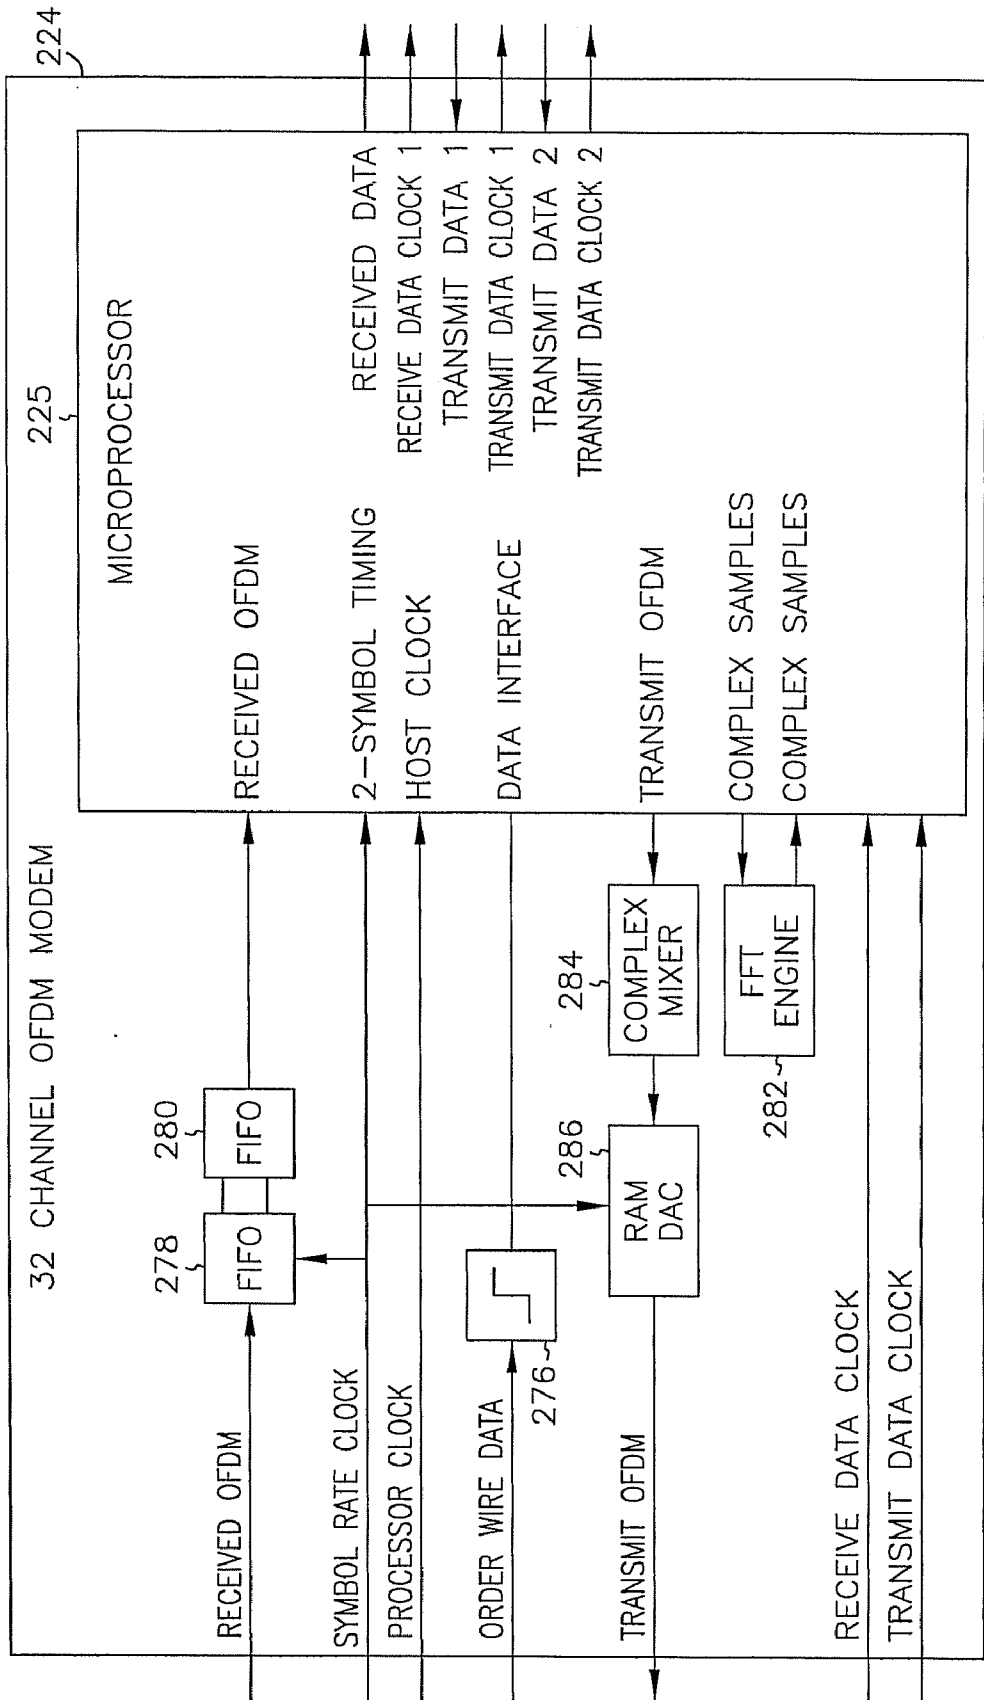 224
32 CHANNEL OFDM MODEM
225
MICROPROCESSOR
RECEIVED OFDM
278
FIFO
280
FIFO
RECEIVED OFDM
SYMBOL RATE CLOCK
2-SYMBOL TIMING
PROCESSOR CLOCK
HOST CLOCK
ORDER WIRE DATA
276
DATA INTERFACE
TRANSMIT OFDM
286
RAM
DAC
284
COMPLEX
MIXER
TRANSMIT OFDM
282
FFT
ENGINE
COMPLEX SAMPLES
COMPLEX SAMPLES
RECEIVE DATA CLOCK
TRANSMIT DATA CLOCK
RECEIVED DATA
RECEIVE DATA CLOCK 1
TRANSMIT DATA 1
TRANSMIT DATA CLOCK 1
TRANSMIT DATA 2
TRANSMIT DATA CLOCK 2